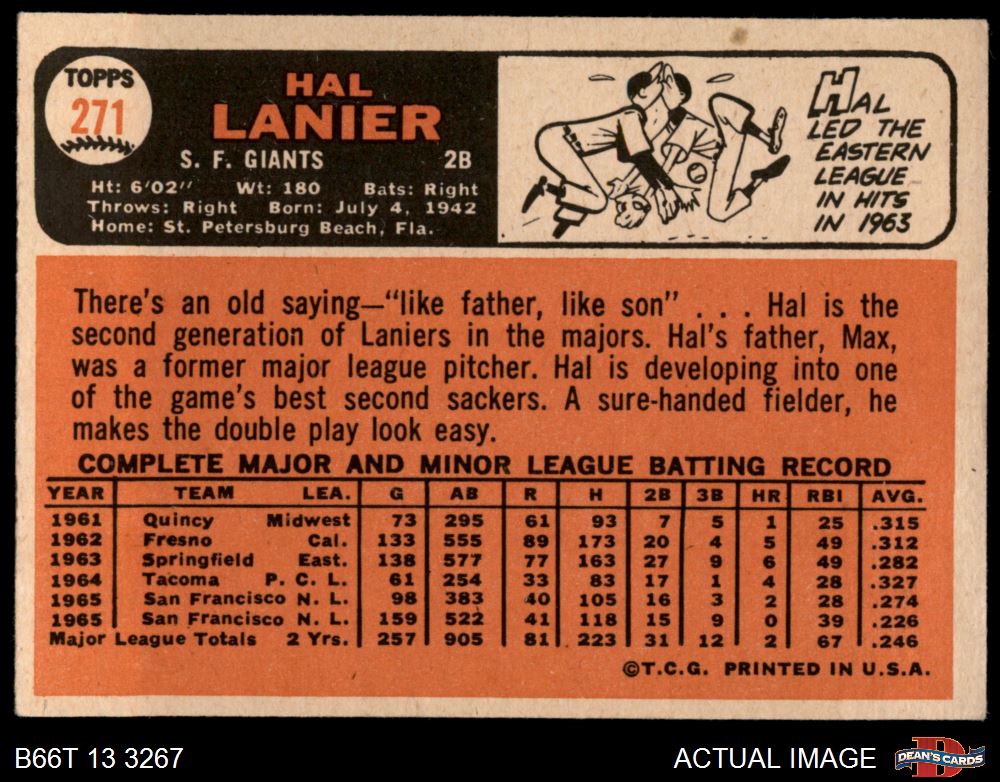 TOPPS
271
HAL
LANIER
S. F. GIANTS 2B
Ht: 6'02" Wt: 180 Bats: Right
Throws: Right Born: July 4, 1942
Home: St. Petersburg Beach, Fla.
HAL
LED THE
EASTERN
LEAGUE
IN HITS
IN 1963
There's an old saying—"like father, like son" . . . Hal is the
second generation of Laniers in the majors. Hal's father, Max,
was a former major league pitcher. Hal is developing into one
of the game's best second sackers. A sure-handed fielder, he
makes the double play look easy.
COMPLETE MAJOR AND MINOR LEAGUE BATTING RECORD
YEAR TEAM LEA. G AB R H 2B 3B HR RBI AVG.
1961 Quincy Midwest 73 295 61 93 7 5 1 25 .315
1962 Fresno Cal. 133 555 89 173 20 4 5 49 .312
1963 Springfield East. 138 577 77 163 27 9 6 49 .282
1964 Tacoma P. C. L. 61 254 33 83 17 1 4 28 .327
1965 San Francisco N. L. 98 383 40 105 16 3 2 28 .274
1965 San Francisco N. L. 159 522 41 118 15 9 0 39 .226
Major League Totals 2 Yrs. 257 905 81 223 31 12 2 67 .246
©T.C.G. PRINTED IN U.S.A.
B66T 13 3267 ACTUAL IMAGE D DEAN'S CARDS